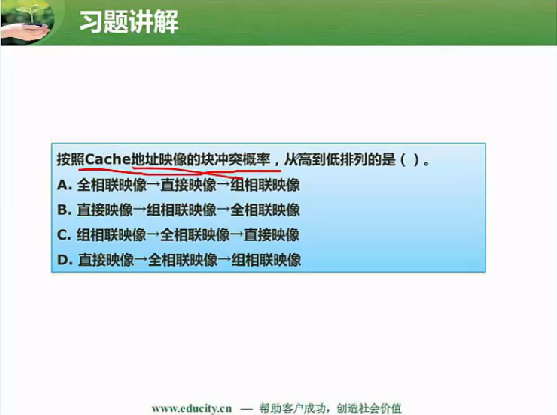 习题讲解
按照Cache地址映像的块冲突概率，从高到低排列的是（ ）。
A. 全相联映像→直接映像→组相联映像
B. 直接映像→组相联映像→全相联映像
C. 组相联映像→全相联映像→直接映像
D. 直接映像→全相联映像→组相联映像
www.educity.cn — 帮助客户成功，创造社会价值